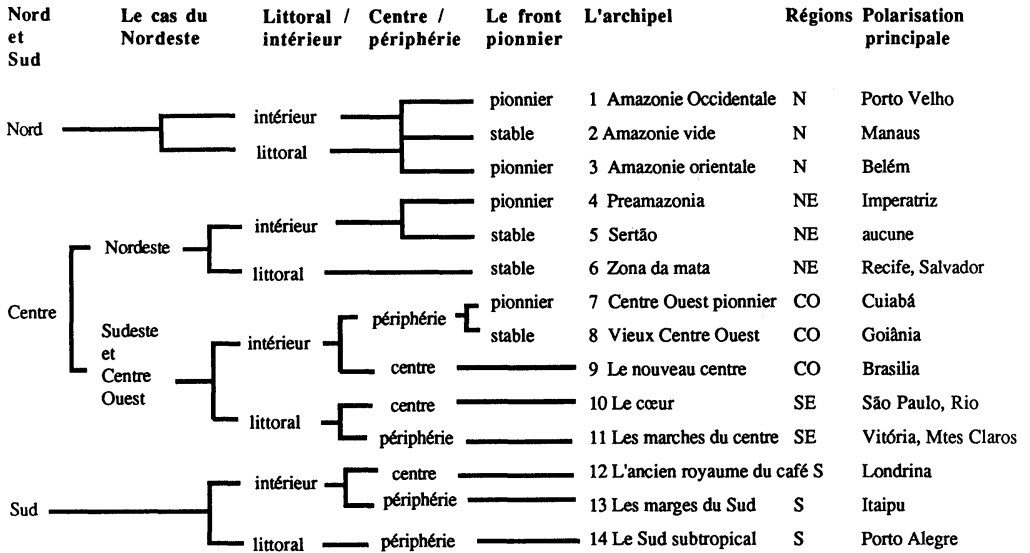 Nord et Sud
Le cas du Nordeste
Littoral / intérieur
Centre / périphérie
Le front pionnier
L'archipel
Régions
Polarisation principale
pionnier 1 Amazonie Occidentale N Porto Velho
intérieur
Nord
stable 2 Amazonie vide N Manaus
littoral
pionnier 3 Amazonie orientale N Belém
pionnier 4 Preamazonia NE Imperatriz
intérieur
stable 5 Sertão NE aucune
Nordeste
littoral stable 6 Zona da mata NE Recife, Salvador
pionnier 7 Centre Ouest pionnier CO Cuiabá
Centre
périphérie
Sudeste et Centre Ouest
intérieur
stable 8 Vieux Centre Ouest CO Goiânia
centre 9 Le nouveau centre CO Brasilia
centre 10 Le cœur SE São Paulo, Rio
littoral
périphérie 11 Les marches du centre SE Vitória, Mtes Claros
centre 12 L'ancien royaume du café S Londrina
intérieur
périphérie 13 Les marges du Sud S Itaipu
Sud
littoral périphérie 14 Le Sud subtropical S Porto Alegre